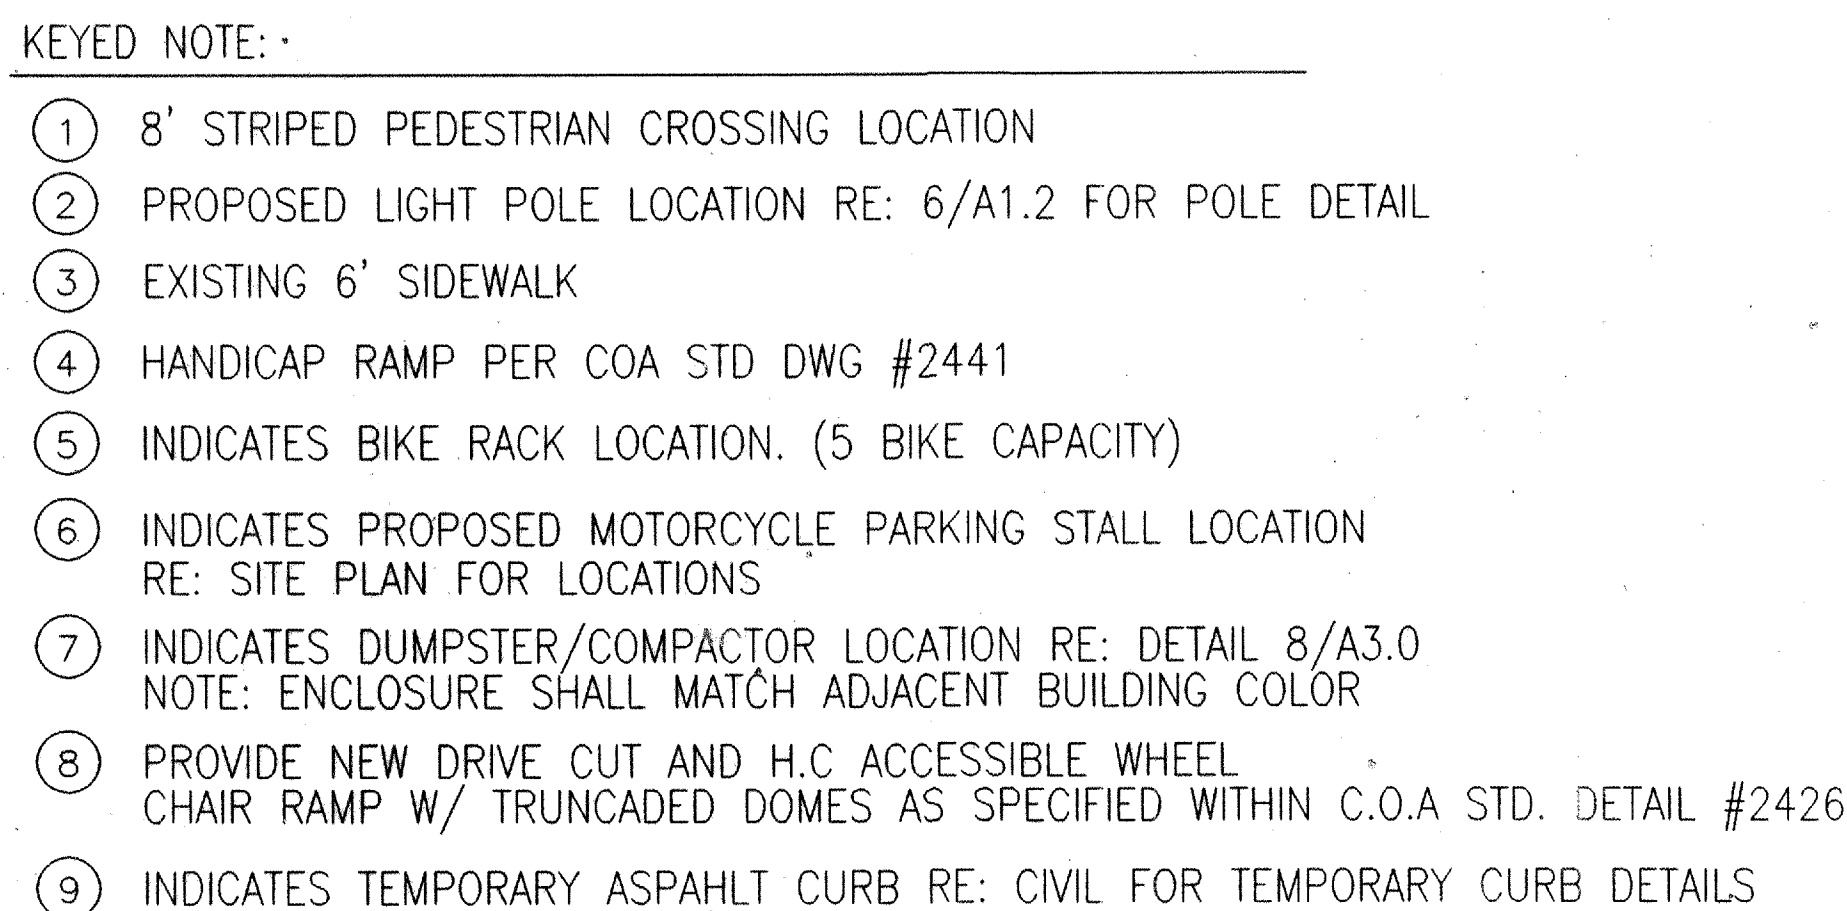 KEYED NOTE:
1 8' STRIPED PEDESTRIAN CROSSING LOCATION
2 PROPOSED LIGHT POLE LOCATION RE: 6/A1.2 FOR POLE DETAIL
3 EXISTING 6' SIDEWALK
4 HANDICAP RAMP PER COA STD DWG #2441
5 INDICATES BIKE RACK LOCATION. (5 BIKE CAPACITY)
6 INDICATES PROPOSED MOTORCYCLE PARKING STALL LOCATION
RE: SITE PLAN FOR LOCATIONS
7 INDICATES DUMPSTER/COMPACTOR LOCATION RE: DETAIL 8/A3.0
NOTE: ENCLOSURE SHALL MATCH ADJACENT BUILDING COLOR
8 PROVIDE NEW DRIVE CUT AND H.C ACCESSIBLE WHEEL
CHAIR RAMP W/ TRUNCADED DOMES AS SPECIFIED WITHIN C.O.A STD. DETAIL #2426
9 INDICATES TEMPORARY ASPAHLT CURB RE: CIVIL FOR TEMPORARY CURB DETAILS